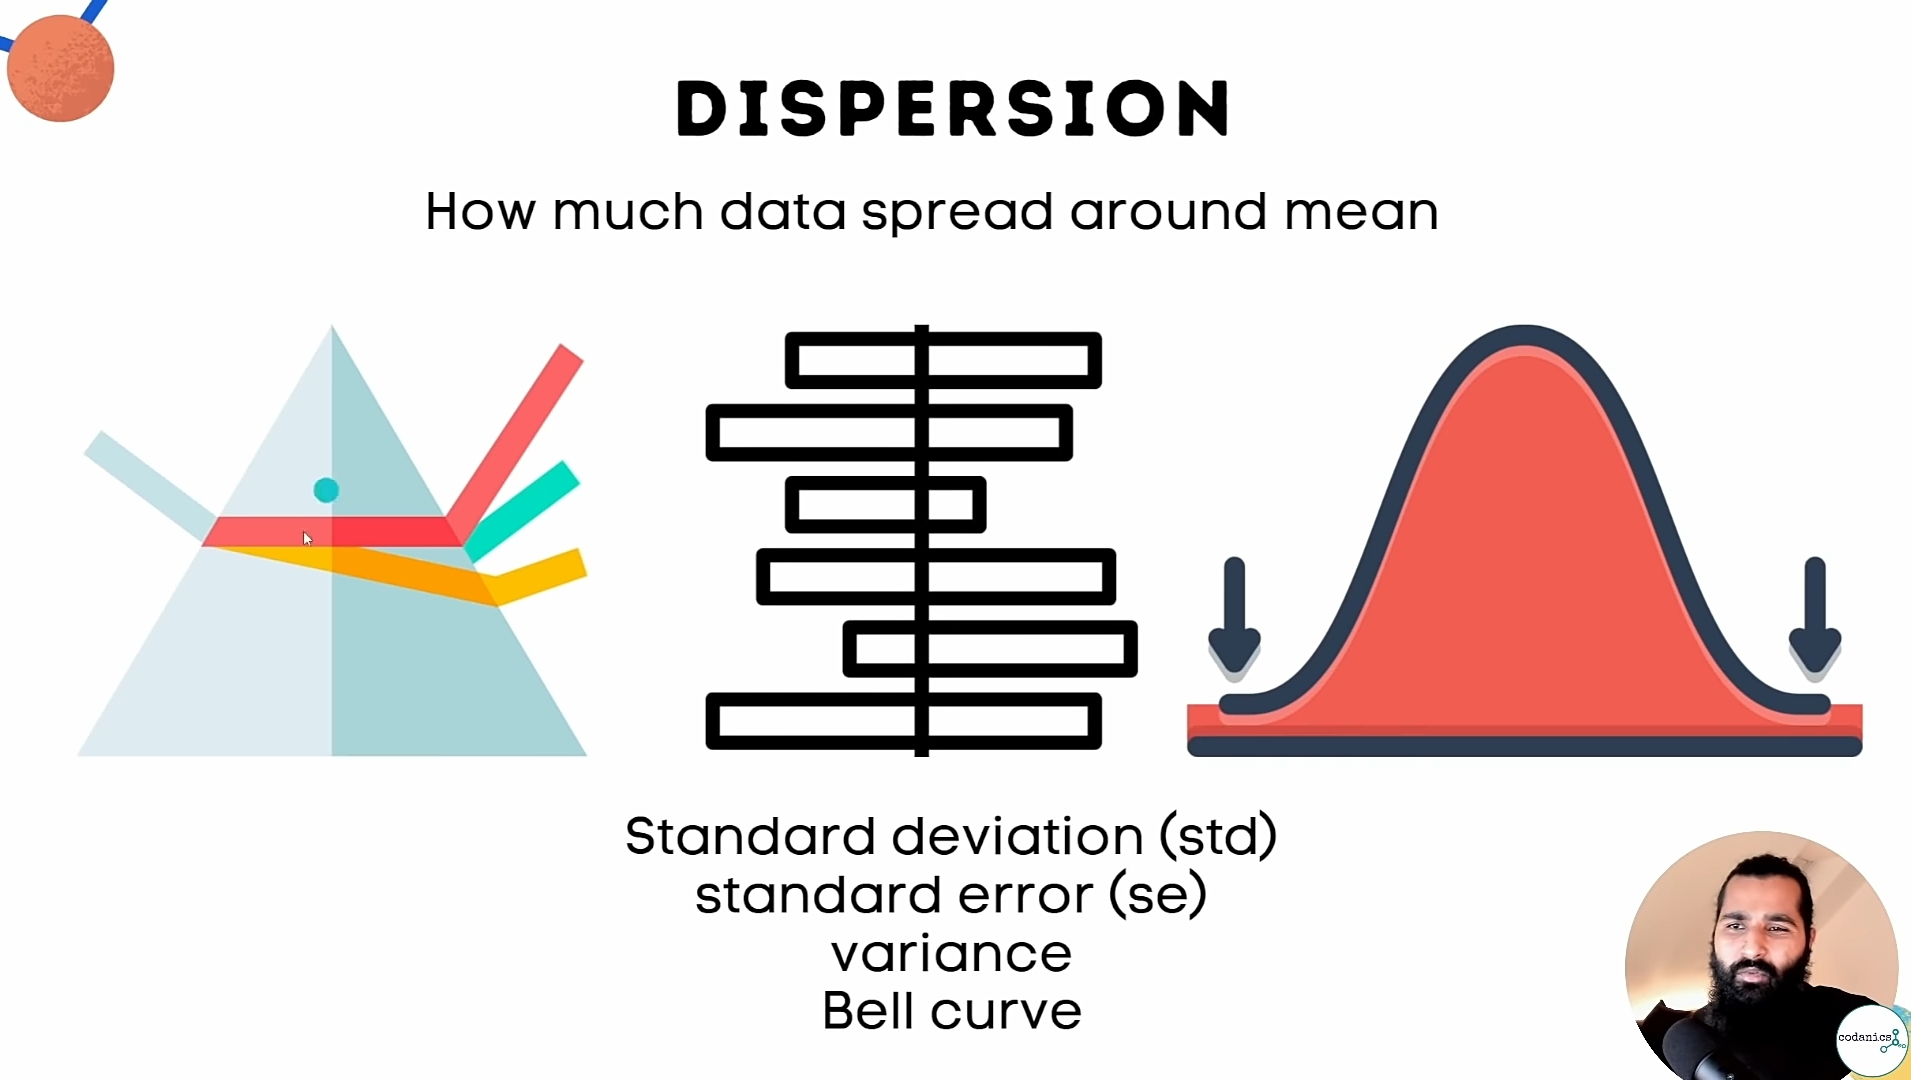 DISPERSION
How much data spread around mean
Standard deviation (std)
standard error (se)
variance
Bell curve
codanics